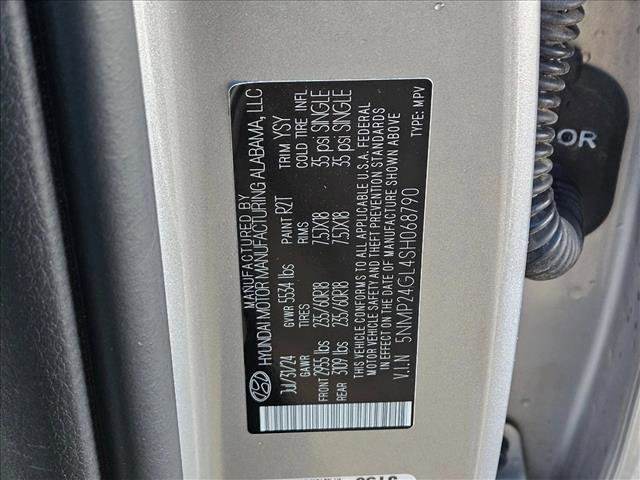 MANUFACTURED BY
HYUNDAI MOTOR MANUFACTURING ALABAMA, LLC
JUL/31/24 GVWR 5534 lbs PAINT R2T TRIM YSY
GAWR TIRES RIMS COLD TIRE INFL
FRONT 2955 lbs 235/60R18 7.5JX18 35 psi SINGLE
REAR 3109 lbs 235/60R18 7.5JX18 35 psi SINGLE
THIS VEHICLE CONFORMS TO ALL APPLICABLE U.S.A. FEDERAL
MOTOR VEHICLE SAFETY AND THEFT PREVENTION STANDARDS
IN EFFECT ON THE DATE OF MANUFACTURE SHOWN ABOVE
V.I.N 5NMP24GL4SH068790 TYPE: MPV
OR